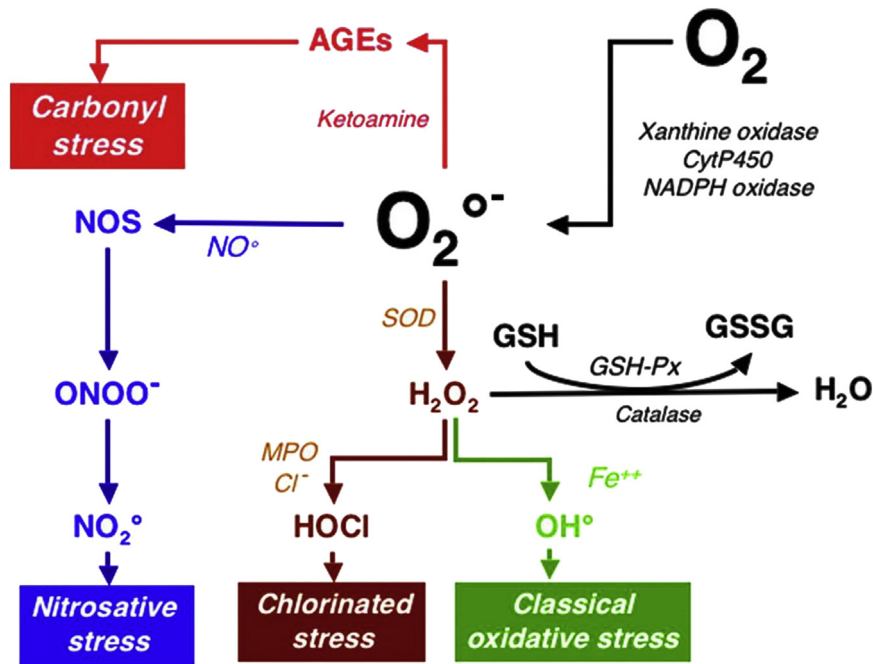 AGEs
O₂
Carbonyl
stress
Ketoamine
Xanthine oxidase
CytP450
NADPH oxidase
NOS
NO°
O₂°⁻
SOD
GSH
GSSG
GSH-Px
ONOO⁻
H₂O₂
Catalase
H₂O
MPO
Cl⁻
Fe⁺⁺
NO₂°
HOCl
OH°
Nitrosative
stress
Chlorinated
stress
Classical
oxidative stress